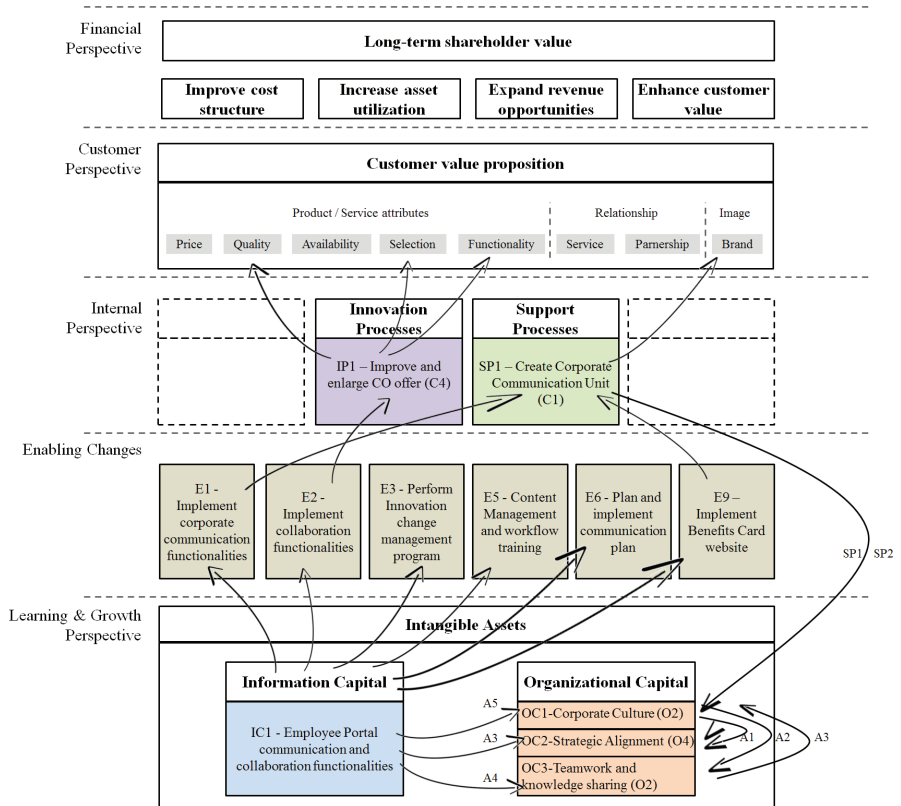 Financial
Perspective
Long-term shareholder value
Improve cost
structure
Increase asset
utilization
Expand revenue
opportunities
Enhance customer
value
Customer
Perspective
Customer value proposition
Product / Service attributes
Relationship
Image
Price
Quality
Availability
Selection
Functionality
Service
Parnership
Brand
Internal
Perspective
Innovation
Processes
Support
Processes
IP1 – Improve and
enlarge CO offer (C4)
SP1 – Create Corporate
Communication Unit
(C1)
Enabling Changes
E1 -
Implement
corporate
communication
functionalities
E2 -
Implement
collaboration
functionalities
E3 - Perform
Innovation
change
management
program
E5 - Content
Management
and workflow
training
E6 - Plan and
implement
communication
plan
E9 –
Implement
Benefits Card
website
SP1
SP2
Learning & Growth
Perspective
Intangible Assets
Information Capital
Organizational Capital
IC1 - Employee Portal
communication and
collaboration functionalities
A5
A3
A4
OC1-Corporate Culture (O2)
OC2-Strategic Alignment (O4)
OC3-Teamwork and
knowledge sharing (O2)
A1
A2
A3